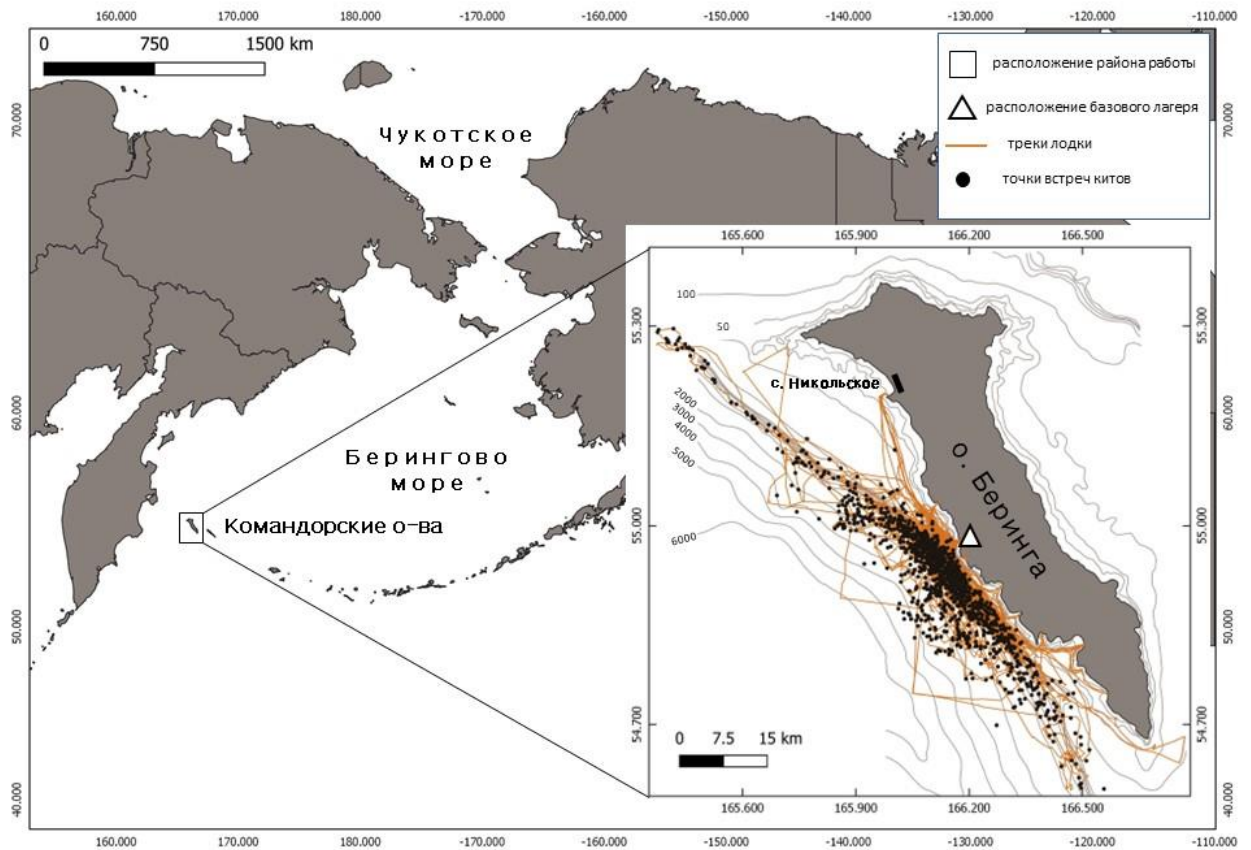 160.000 170.000 180.000 -170.000 -160.000 -150.000 -140.000 -130.000 -120.000 -110.000
0 750 1500 km
расположение района работы
расположение базового лагеря
треки лодки
точки встреч китов
70.000
70.000
Чукотское
море
165.600 165.900 166.200 166.500
100
50
55.300
55.300
с. Никольское
2000
3000
4000
5000
6000
60.000
60.000
о. Беринга
Берингово
море
Командорские о-ва
55.000
55.000
50.000
50.000
54.700
54.700
0 7.5 15 km
165.600 165.900 166.200 166.500
40.000
40.000
160.000 170.000 180.000 -170.000 -160.000 -150.000 -140.000 -130.000 -120.000 -110.000